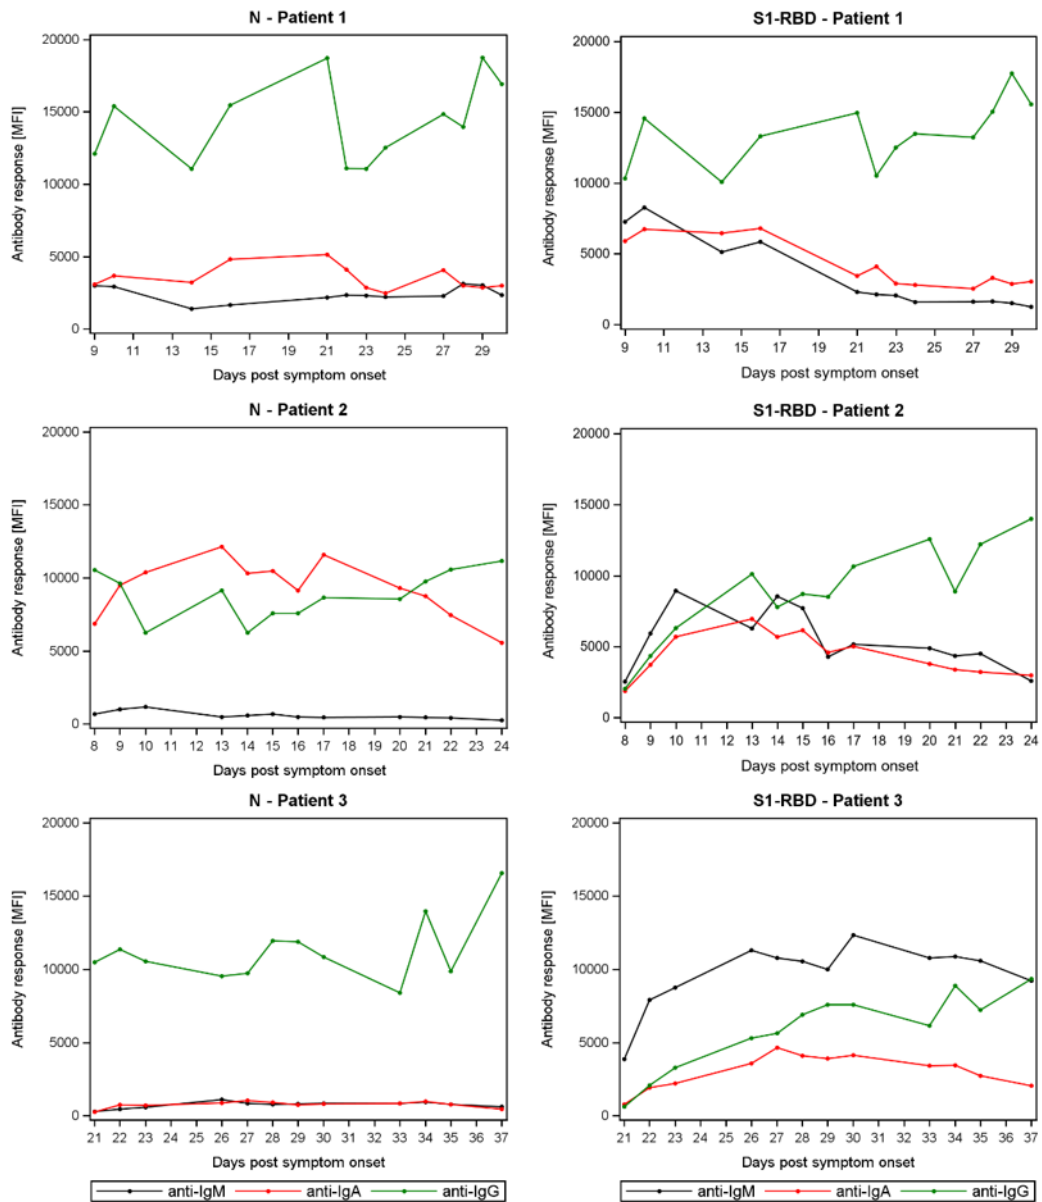 N - Patient 1
20000
15000
10000
5000
0
Antibody response [MFI]
9 11 13 13 15 17 19 21 23 25 27 29
Days post symptom onset
S1-RBD - Patient 1
20000
15000
10000
5000
0
Antibody response [MFI]
9 11 13 15 17 19 21 23 25 27 29
Days post symptom onset
N - Patient 2
20000
15000
10000
5000
0
Antibody response [MFI]
8 9 10 11 12 13 14 15 16 17 18 19 20 21 22 23 24
Days post symptom onset
S1-RBD - Patient 2
20000
15000
10000
5000
0
Antibody response [MFI]
8 9 10 11 12 13 14 15 16 17 18 19 20 21 22 23 24
Days post symptom onset
N - Patient 3
20000
15000
10000
5000
0
Antibody response [MFI]
21 22 23 24 25 26 27 28 29 30 31 32 33 34 35 36 37
Days post symptom onset
S1-RBD - Patient 3
20000
15000
10000
5000
0
Antibody response [MFI]
21 22 23 24 25 26 27 28 29 30 31 32 33 34 35 36 37
Days post symptom onset
anti-IgM anti-IgA anti-IgG
anti-IgM anti-IgA anti-IgG